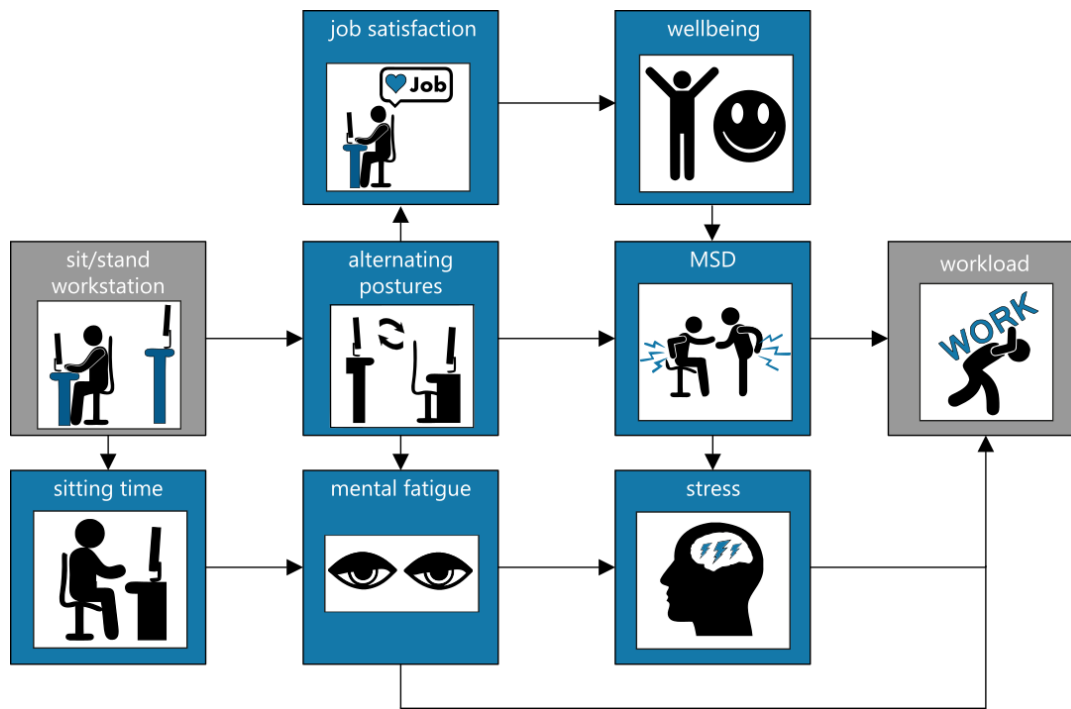 job satisfaction
Job
wellbeing
sit/stand
workstation
alternating
postures
MSD
workload
WORK
sitting time
mental fatigue
stress